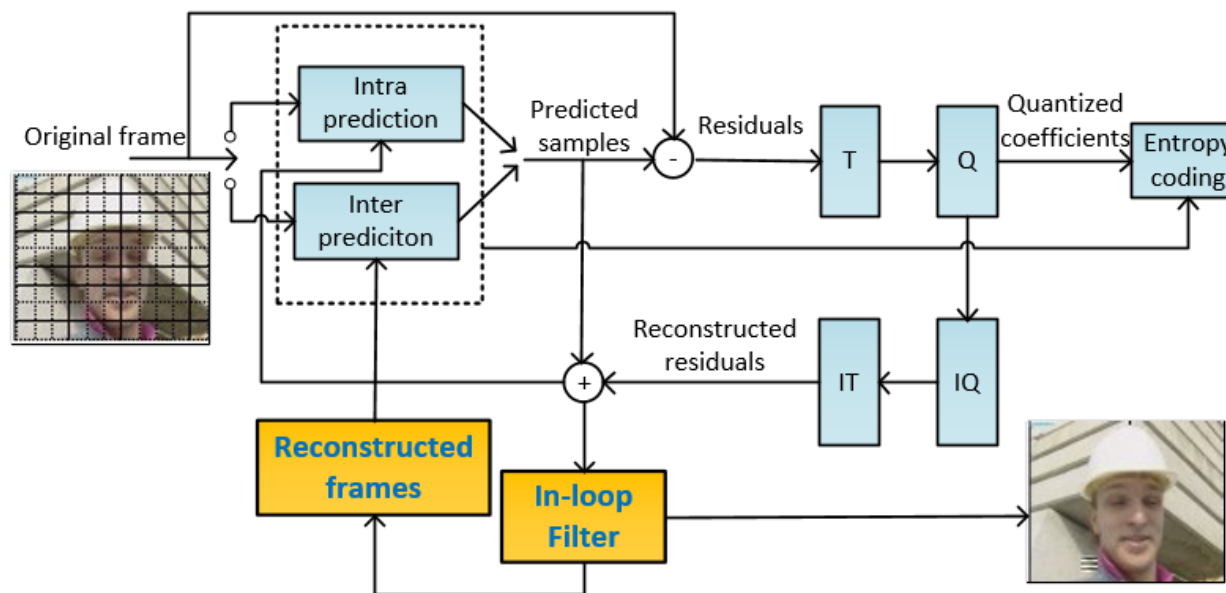 Original frame
Intra
prediction
Inter
prediciton
Predicted
samples
-
Residuals
T
Q
Quantized
coefficients
Entropy
coding
Reconstructed
residuals
+
IT
IQ
Reconstructed
frames
In-loop
Filter